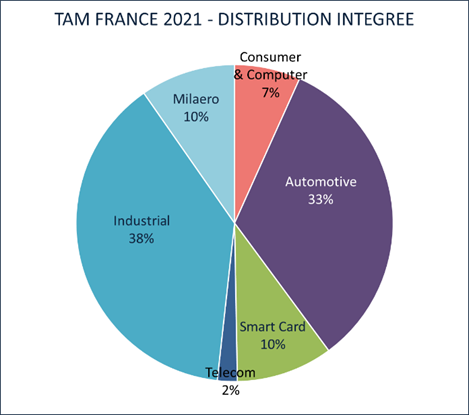 TAM FRANCE 2021 - DISTRIBUTION INTEGREE
Consumer
& Computer
7%
Automotive
33%
Smart Card
10%
Telecom
2%
Industrial
38%
Milaero
10%